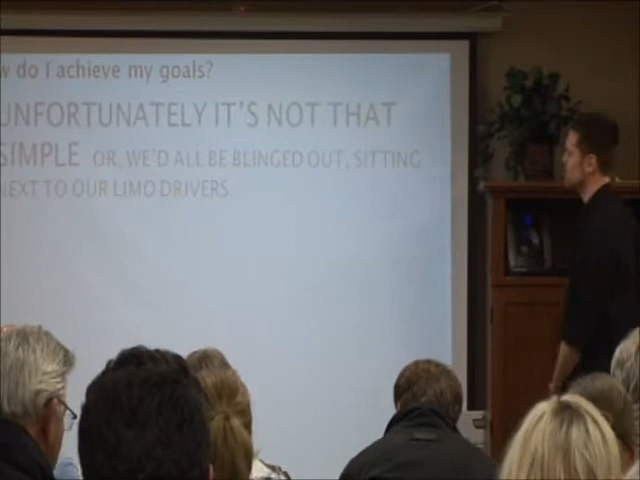 w do I achieve my goals?
UNFORTUNATELY IT'S NOT THAT
SIMPLE OR, WE'D ALL BE BLINGED OUT, SITTING
NEXT TO OUR LIMO DRIVERS.